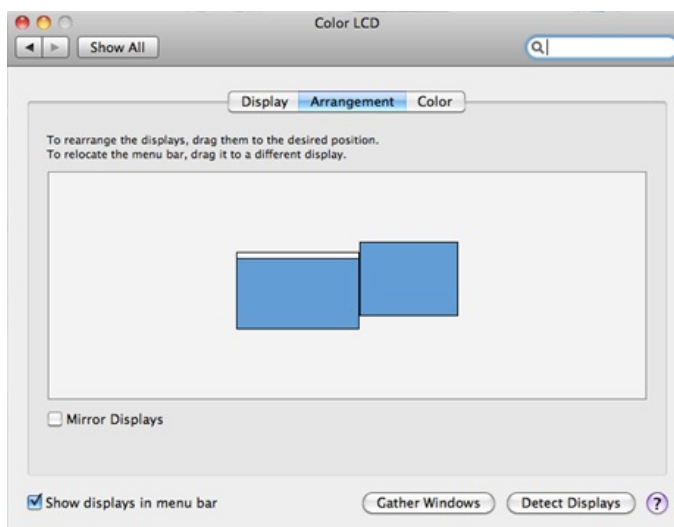 Color LCD
Show All
Display Arrangement Color
To rearrange the displays, drag them to the desired position.
To relocate the menu bar, drag it to a different display.
Mirror Displays
Show displays in menu bar Gather Windows Detect Displays ?